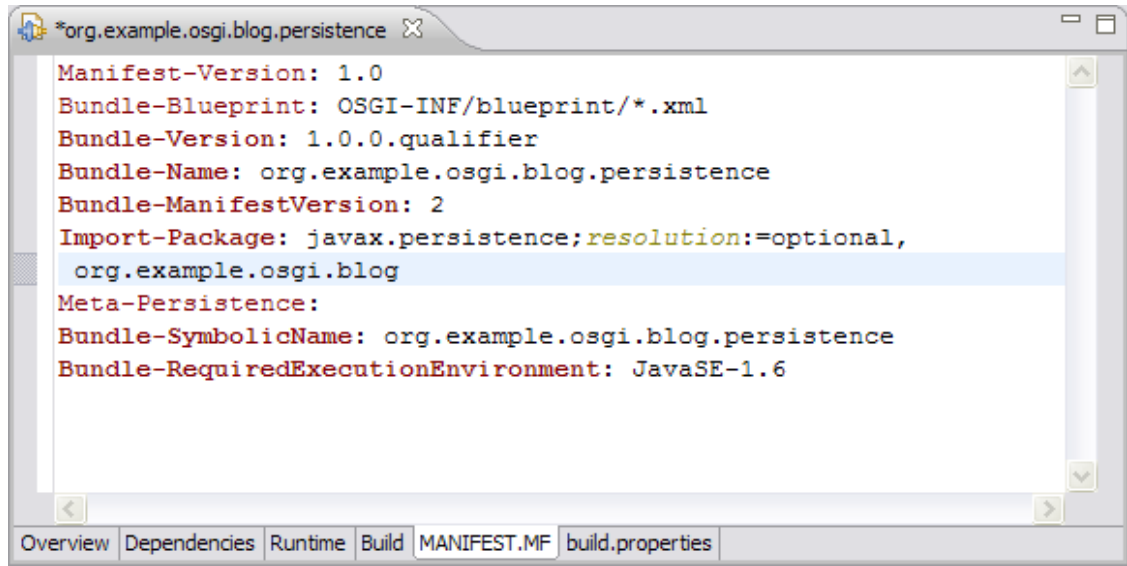 *org.example.osgi.blog.persistence
Manifest-Version: 1.0
Bundle-Blueprint: OSGI-INF/blueprint/*.xml
Bundle-Version: 1.0.0.qualifier
Bundle-Name: org.example.osgi.blog.persistence
Bundle-ManifestVersion: 2
Import-Package: javax.persistence;resolution:=optional,
 org.example.osgi.blog
Meta-Persistence:
Bundle-SymbolicName: org.example.osgi.blog.persistence
Bundle-RequiredExecutionEnvironment: JavaSE-1.6
Overview Dependencies Runtime Build MANIFEST.MF build.properties